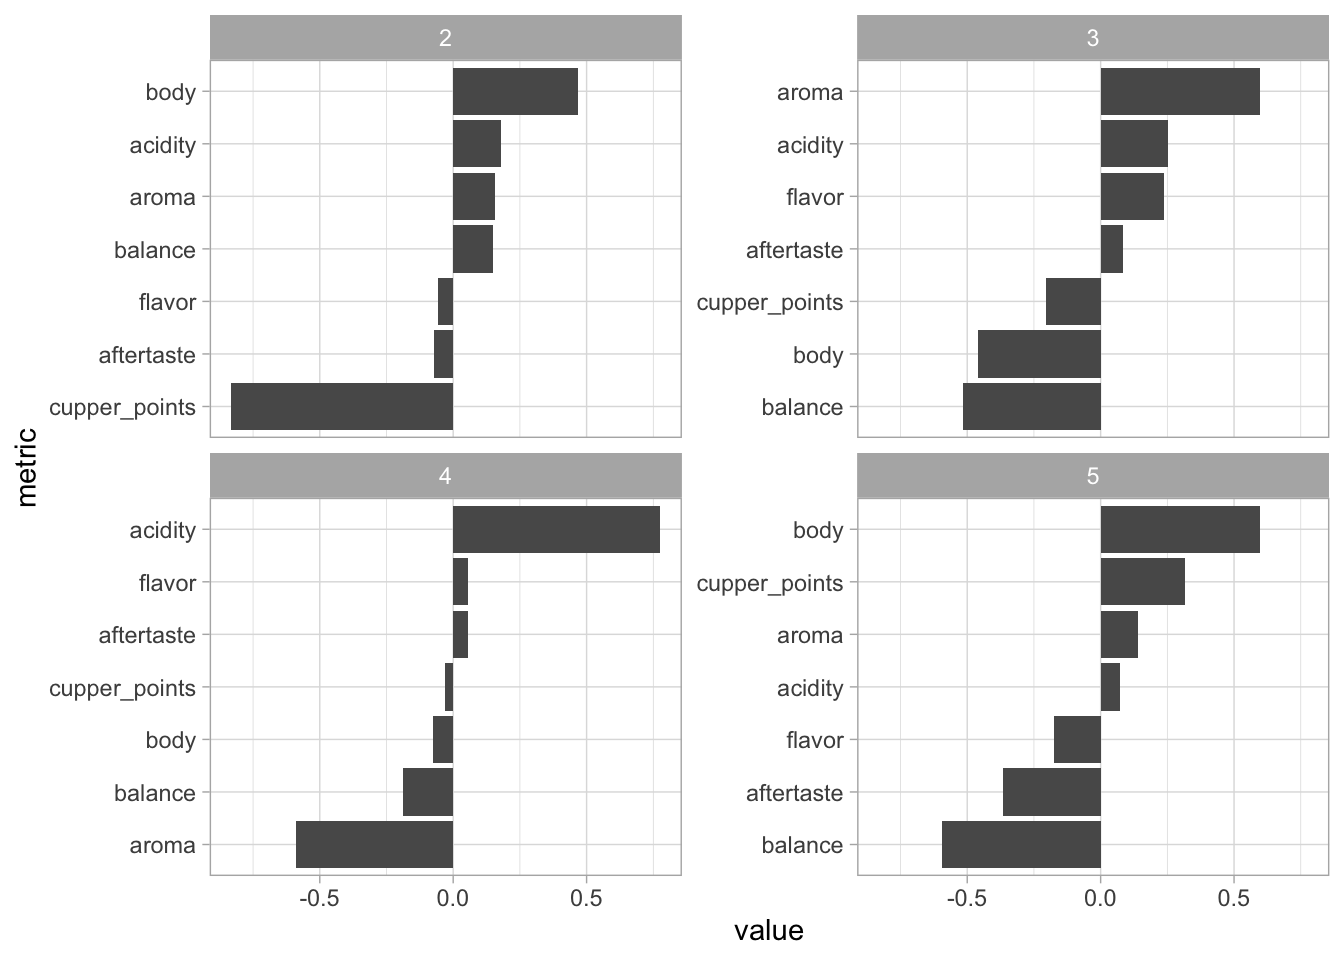 2
body
acidity
aroma
balance
flavor
aftertaste
cupper_points
3
aroma
acidity
flavor
aftertaste
cupper_points
body
balance
4
acidity
flavor
aftertaste
cupper_points
body
balance
aroma
-0.5 0.0 0.5
5
body
cupper_points
aroma
acidity
flavor
aftertaste
balance
-0.5 0.0 0.5
metric
value